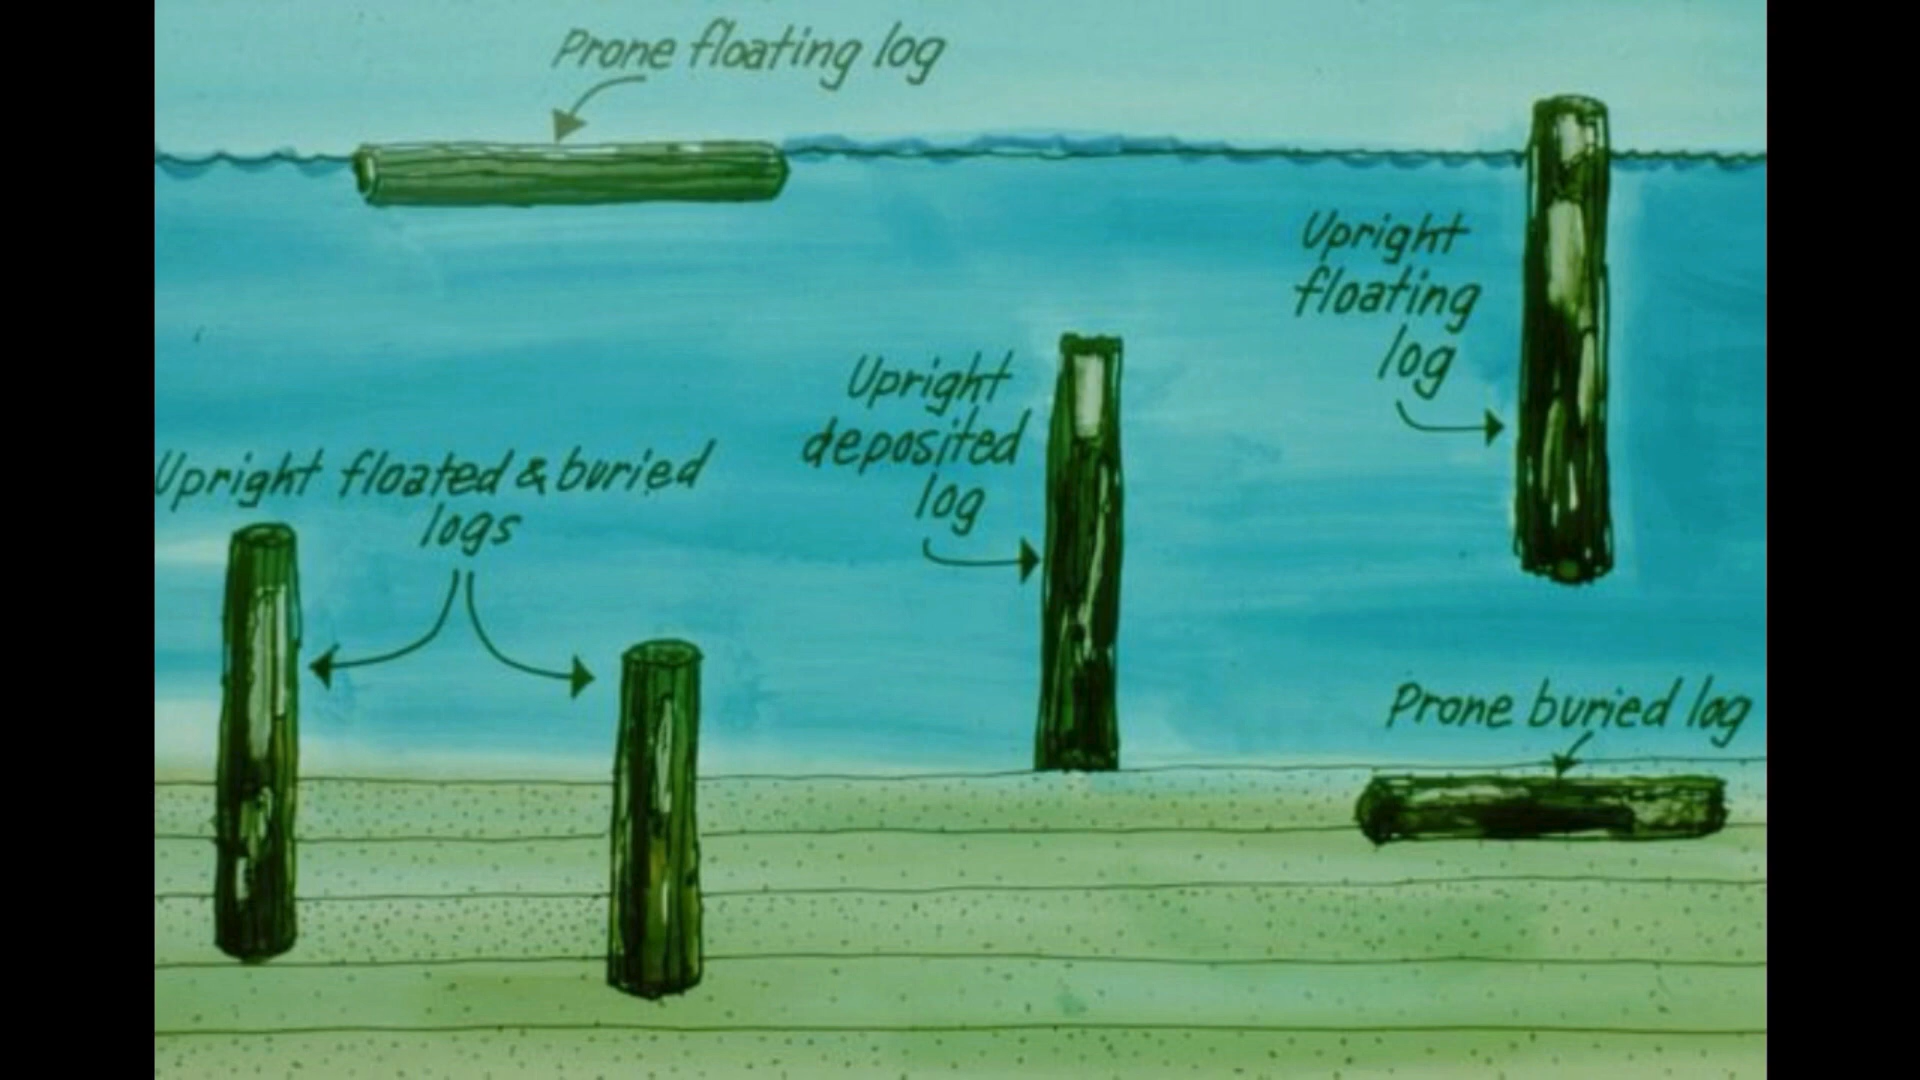 Prone floating log
Upright
floating
log
Upright
deposited
log
Upright floated & buried
logs
Prone buried log